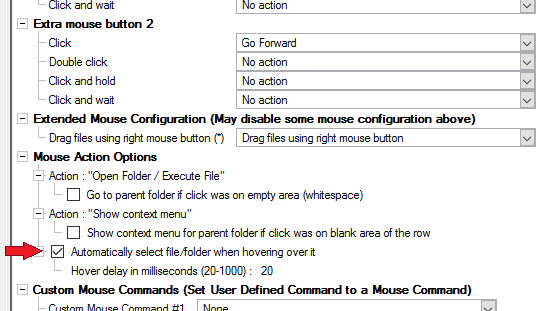 Click and wait No action
Extra mouse button 2
Click Go Forward
Double click No action
Click and hold No action
Click and wait No action
Extended Mouse Configuration (May disable some mouse configuration above)
Drag files using right mouse button (*) Drag files using right mouse button
Mouse Action Options
Action : "Open Folder / Execute File"
Go to parent folder if click was on empty area (whitespace)
Action : "Show context menu"
Show context menu for parent folder if click was on blank area of the row
Automatically select file/folder when hovering over it
Hover delay in milliseconds (20-1000) : 20
Custom Mouse Commands (Set User Defined Command to a Mouse Command)
Custom Mouse Command #1 None